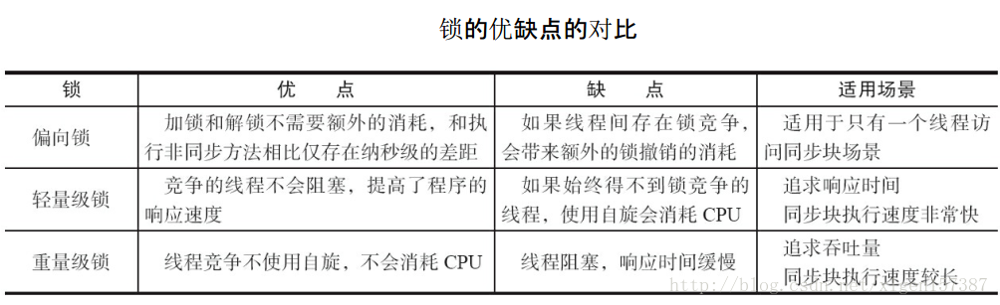 锁的优缺点的对比
锁 优 点 缺 点 适用场景
偏向锁
加锁和解锁不需要额外的消耗，和执
行非同步方法相比仅存在纳秒级的差距
如果线程间存在锁竞争，
会带来额外的锁撤销的消耗
适用于只有一个线程访
问同步块场景
轻量级锁
竞争的线程不会阻塞，提高了程序的
响应速度
如果始终得不到锁竞争的
线程，使用自旋会消耗 CPU
追求响应时间
同步块执行速度非常快
重量级锁
线程竞争不使用自旋，不会消耗 CPU
线程阻塞，响应时间缓慢
追求吞吐量
同步块执行速度较长